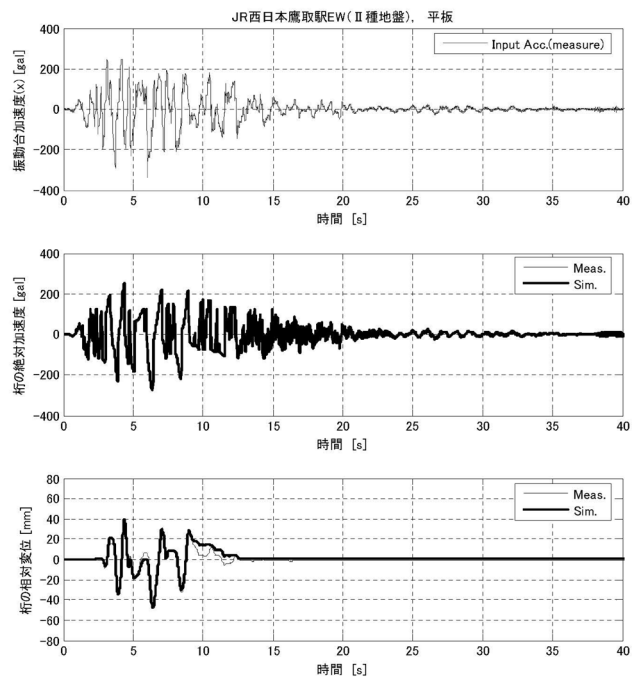 JR西日本鷹取駅EW(Ⅱ種地盤), 平板
振動台加速度(x) [gal]
400
200
0
-200
-400
Input Acc.(measure)
0 5 10 15 20 25 30 35 40
時間 [s]
桁の絶対加速度 [gal]
400
200
0
-200
-400
Meas.
Sim.
0 5 10 15 20 25 30 35 40
時間 [s]
桁の相対変位 [mm]
80
60
40
20
0
-20
-40
-60
-80
Meas.
Sim.
0 5 10 15 20 25 30 35 40
時間 [s]